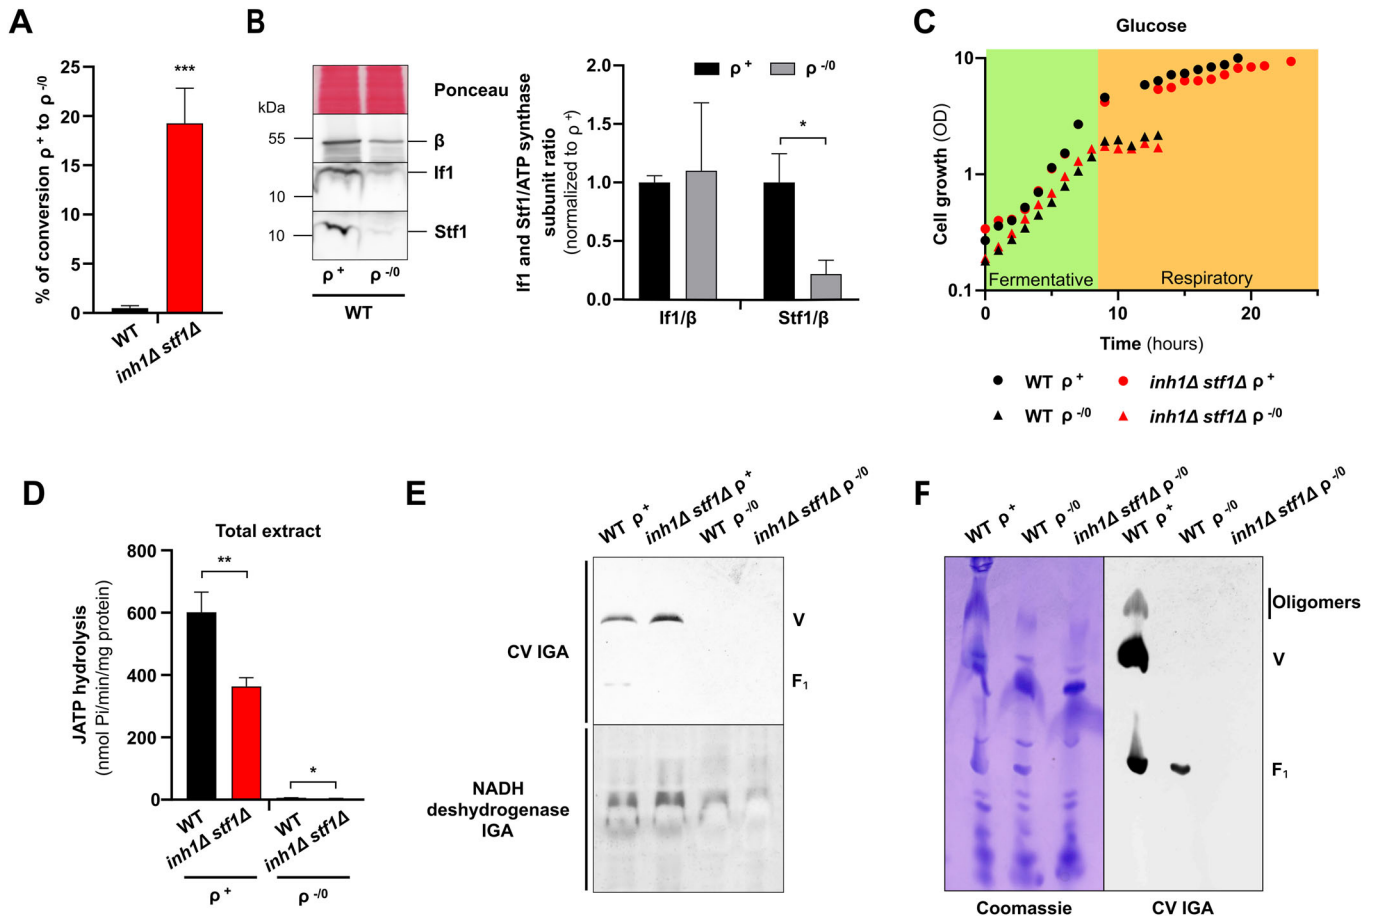 A
% of conversion ρ + to ρ -/0
25
20
15
10
5
0
***
WT
inh1Δ stf1Δ
B
kDa
55
10
10
Ponceau
β
If1
Stf1
ρ +
ρ -/0
WT
If1 and Stf1/ATP synthase
subunit ratio
(normalized to ρ +)
2.0
1.5
1.0
0.5
0.0
ρ +
ρ -/0
*
If1/β
Stf1/β
C
Glucose
Cell growth (OD)
10
1
0.1
Fermentative
Respiratory
0
10
20
Time (hours)
WT ρ +
inh1Δ stf1Δ ρ +
WT ρ -/0
inh1Δ stf1Δ ρ -/0
D
Total extract
JATP hydrolysis
(nmol Pi/min/mg protein)
800
600
400
200
0
**
*
WT
inh1Δ stf1Δ
WT
inh1Δ stf1Δ
ρ +
ρ -/0
E
WT ρ +
inh1Δ stf1Δ ρ +
WT ρ -/0
inh1Δ stf1Δ ρ -/0
CV IGA
V
F1
NADH
deshydrogenase
IGA
F
WT ρ +
WT ρ -/0
inh1Δ stf1Δ ρ -/0
WT ρ +
WT ρ -/0
inh1Δ stf1Δ ρ -/0
Oligomers
V
F1
Coomassie
CV IGA